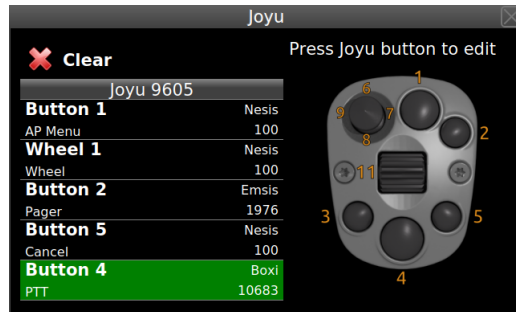 Joyu
Clear
Press Joyu button to edit
Joyu 9605
Button 1 Nesis
AP Menu 100
Wheel 1 Nesis
Wheel 100
Button 2 Emsis
Pager 1976
Button 5 Nesis
Cancel 100
Button 4 Boxi
PTT 10683
1
6
9 7
8
2
11
3 5
4